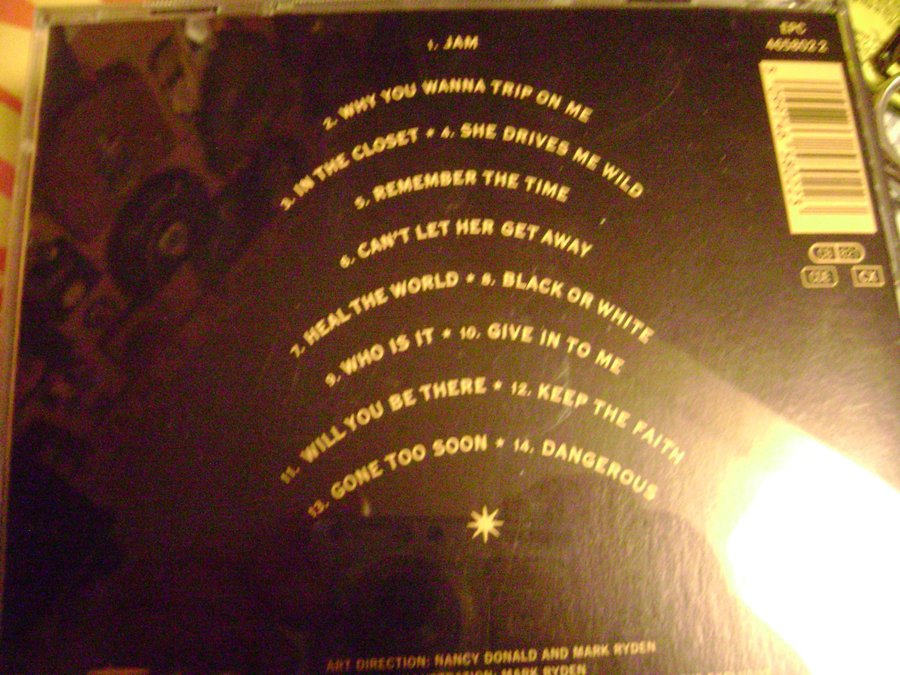 1. JAM
EPC
465802 2
2. WHY YOU WANNA TRIP ON ME
3. IN THE CLOSET * 4. SHE DRIVES ME WILD
5. REMEMBER THE TIME
6. CAN'T LET HER GET AWAY
7. HEAL THE WORLD * 8. BLACK OR WHITE
9. WHO IS IT * 10. GIVE IN TO ME
11. WILL YOU BE THERE * 12. KEEP THE FAITH
13. GONE TOO SOON * 14. DANGEROUS
ART DIRECTION: NANCY DONALD AND MARK RYDEN
MARK RYDEN